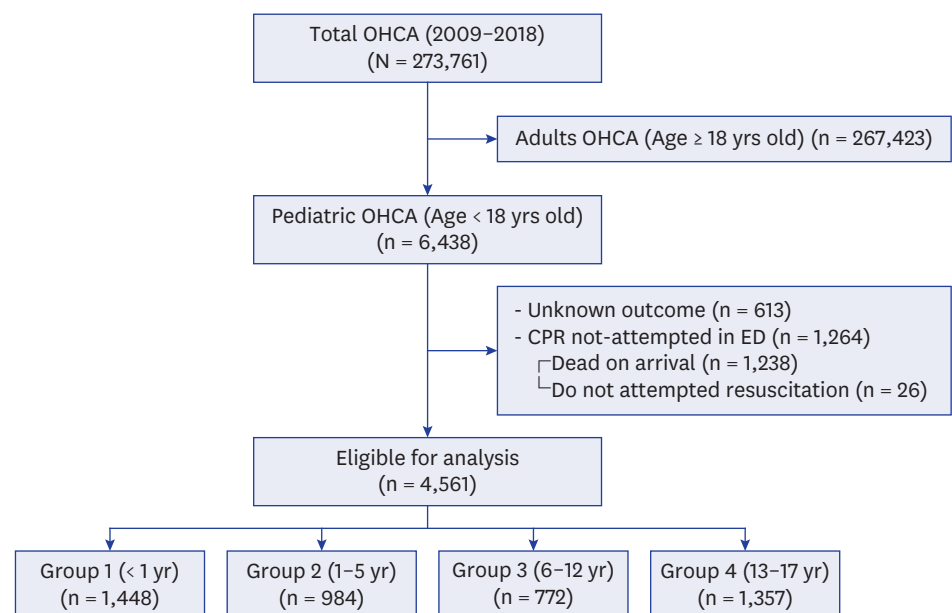 Total OHCA (2009–2018)
(N = 273,761)
Adults OHCA (Age ≥ 18 yrs old) (n = 267,423)
Pediatric OHCA (Age < 18 yrs old)
(n = 6,438)
- Unknown outcome (n = 613)
- CPR not-attempted in ED (n = 1,264)
Dead on arrival (n = 1,238)
Do not attempted resuscitation (n = 26)
Eligible for analysis
(n = 4,561)
Group 1 (< 1 yr)
(n = 1,448)
Group 2 (1–5 yr)
(n = 984)
Group 3 (6–12 yr)
(n = 772)
Group 4 (13–17 yr)
(n = 1,357)